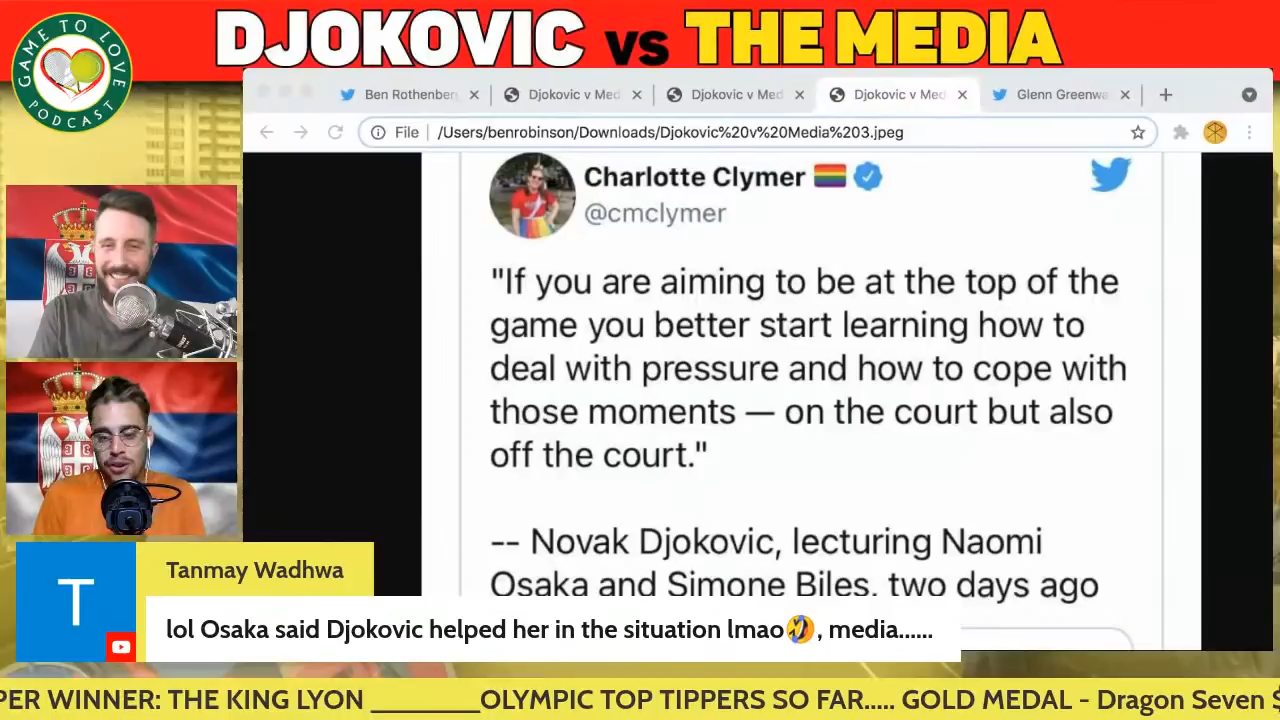 DJOKOVIC vs THE MEDIA
GAME TO LOVE
PODCAST
Ben Rothenber
Djokovic v Med
Djokovic v Med
Djokovic v Med
Glenn Greenwa
File
/Users/benrobinson/Downloads/Djokovic%20v%20Media%203.jpeg
Charlotte Clymer
@cmclymer
"If you are aiming to be at the top of the
game you better start learning how to
deal with pressure and how to cope with
those moments — on the court but also
off the court."
-- Novak Djokovic, lecturing Naomi
Osaka and Simone Biles, two days ago
T
Tanmay Wadhwa
lol Osaka said Djokovic helped her in the situation lmao🤣, media......
PER WINNER: THE KING LYON ________OLYMPIC TOP TIPPERS SO FAR..... GOLD MEDAL - Dragon Seven $